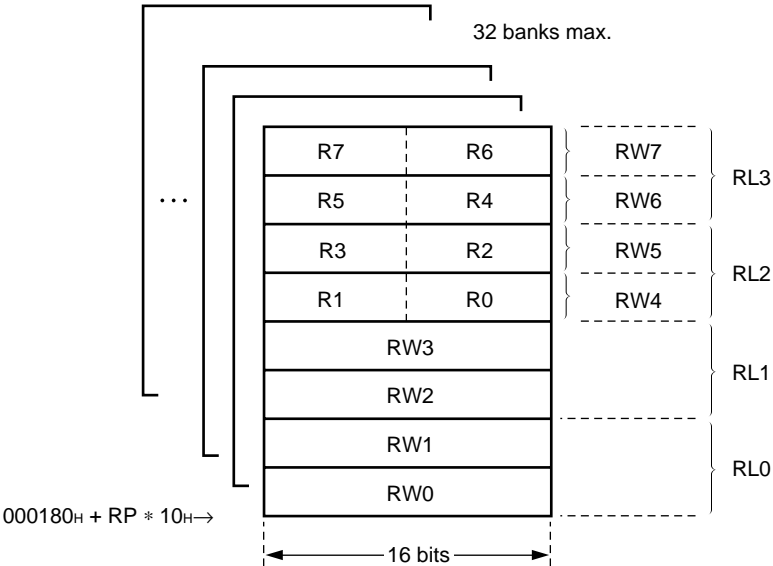 32 banks max.
R7 R6 RW7
RL3
R5 R4 RW6
...
R3 R2 RW5
RL2
R1 R0 RW4
RW3
RL1
RW2
RW1
RL0
RW0
000180H + RP * 10H→
16 bits